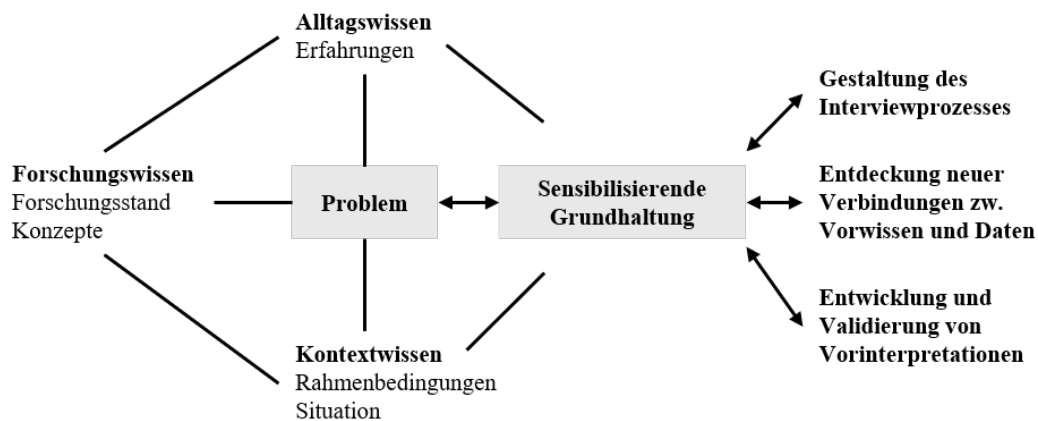 Alltagswissen
Erfahrungen
Forschungswissen
Forschungsstand
Konzepte
Problem
Sensibilisierende
Grundhaltung
Kontextwissen
Rahmenbedingungen
Situation
Gestaltung des
Interviewprozesses
Entdeckung neuer
Verbindungen zw.
Vorwissen und Daten
Entwicklung und
Validierung von
Vorinterpretationen